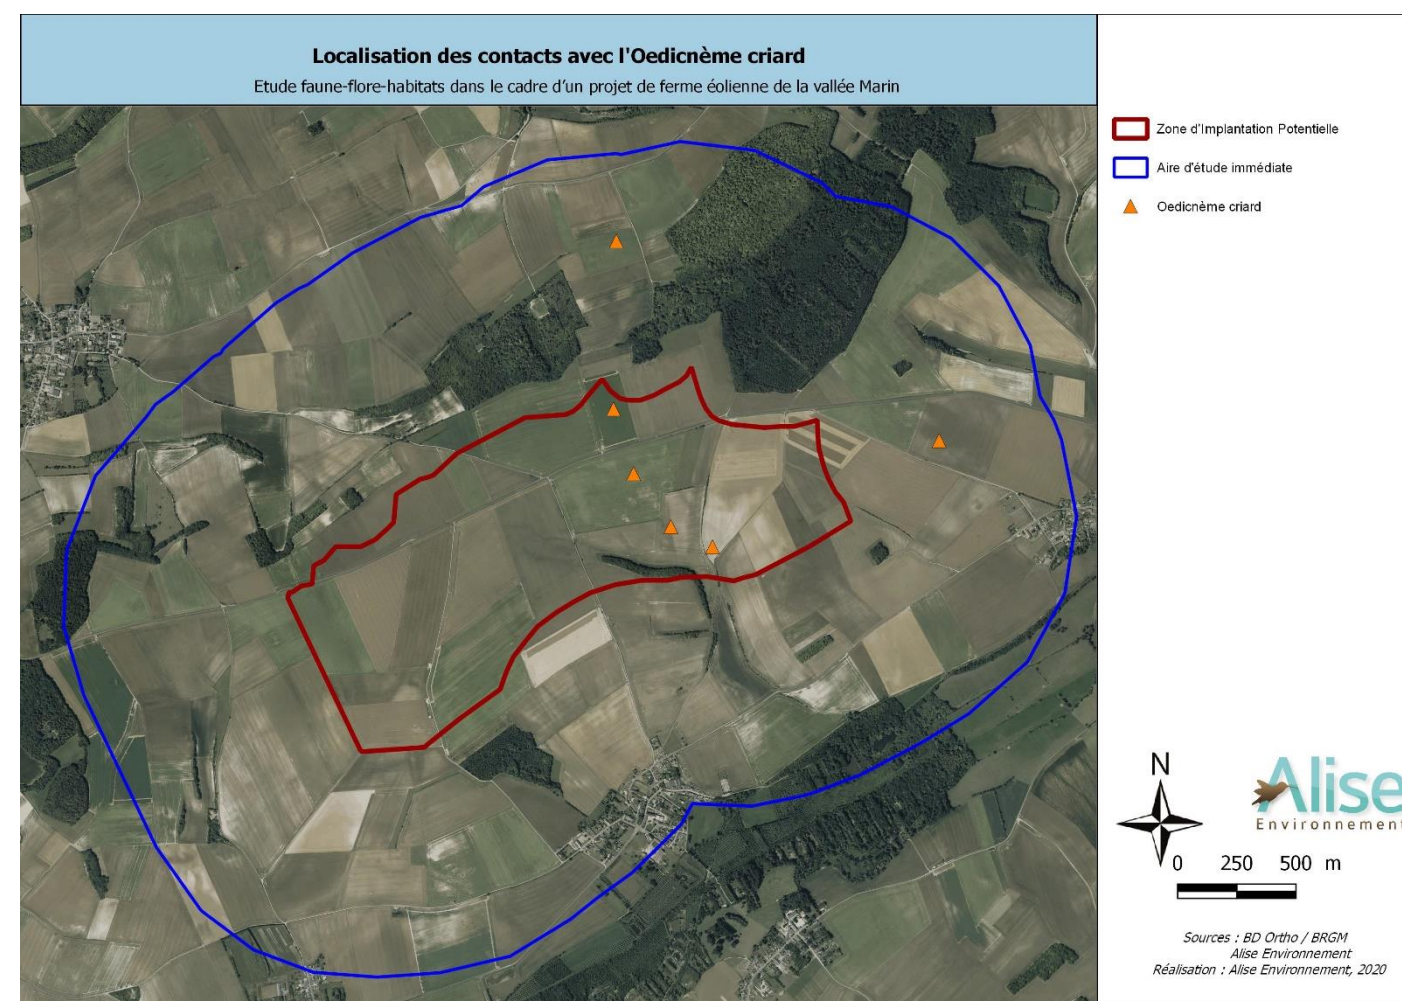 Localisation des contacts avec l'Oedicnème criard
Etude faune-flore-habitats dans le cadre d'un projet de ferme éolienne de la vallée Marin
Zone d'Implantation Potentielle
Aire d'étude immédiate
Oedicnème criard
N
Alise
Environnement
0 250 500 m
Sources : BD Ortho / BRGM
Alise Environnement
Réalisation : Alise Environnement, 2020